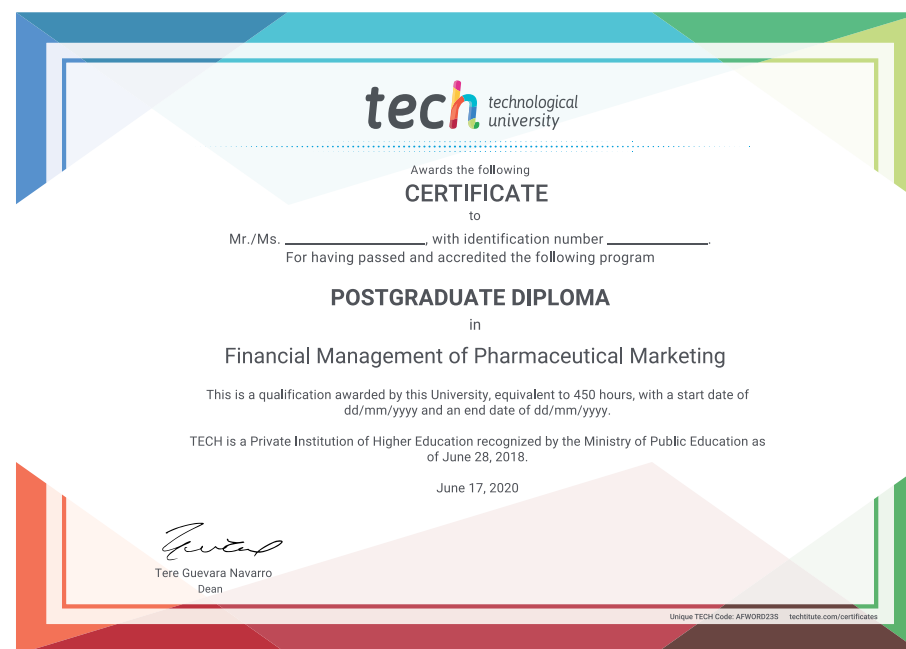 tech technological
university
Awards the following
CERTIFICATE
to
Mr./Ms. ____________________, with identification number ______________.
For having passed and accredited the following program
POSTGRADUATE DIPLOMA
in
Financial Management of Pharmaceutical Marketing
This is a qualification awarded by this University, equivalent to 450 hours, with a start date of
dd/mm/yyyy and an end date of dd/mm/yyyy.
TECH is a Private Institution of Higher Education recognized by the Ministry of Public Education as
of June 28, 2018.
June 17, 2020
Tere Guevara Navarro
Dean
Unique TECH Code: AFWORD23S techtitute.com/certificates